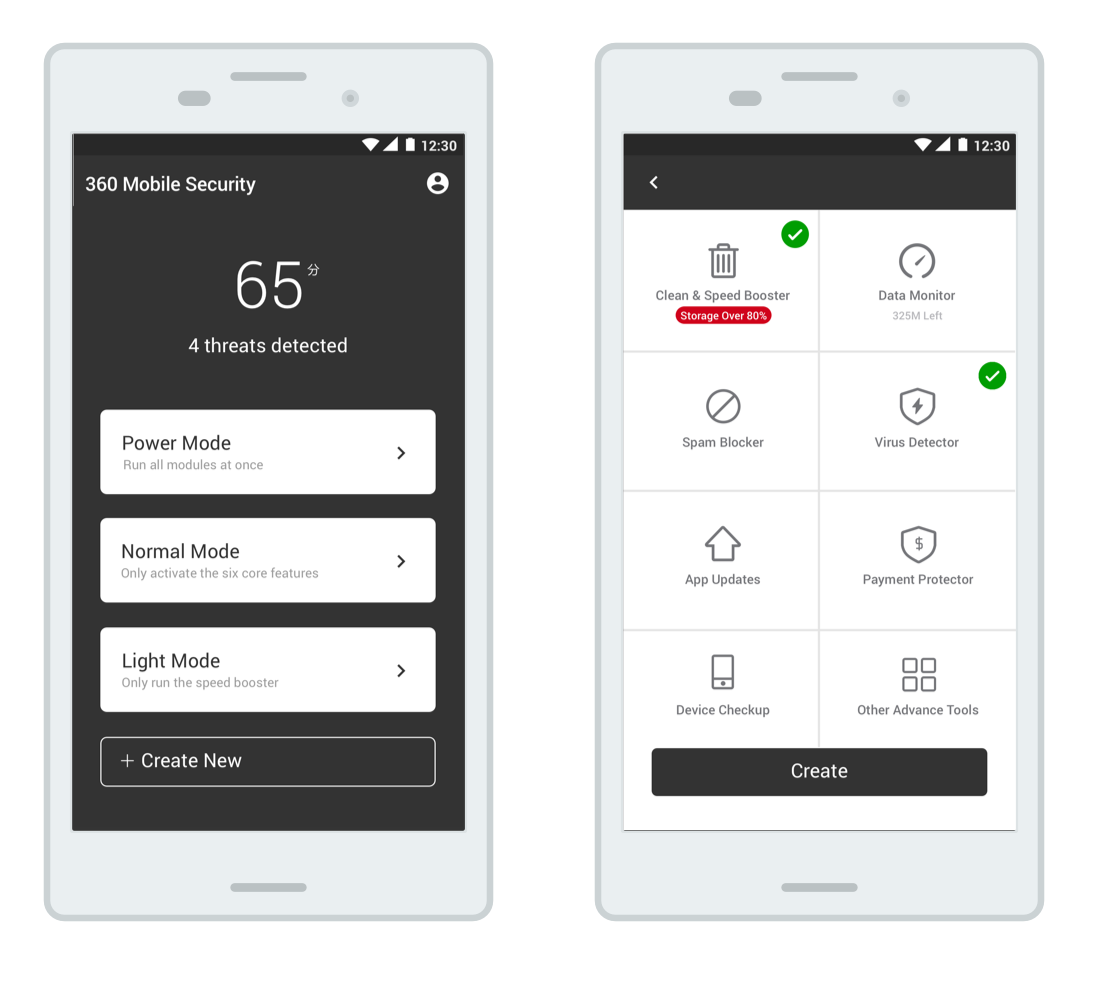 12:30
360 Mobile Security
65分
4 threats detected
Power Mode
Run all modules at once
Normal Mode
Only activate the six core features
Light Mode
Only run the speed booster
+ Create New
12:30
Clean & Speed Booster
Storage Over 80%
Data Monitor
325M Left
Spam Blocker
Virus Detector
App Updates
$
Payment Protector
Device Checkup
Other Advance Tools
Create